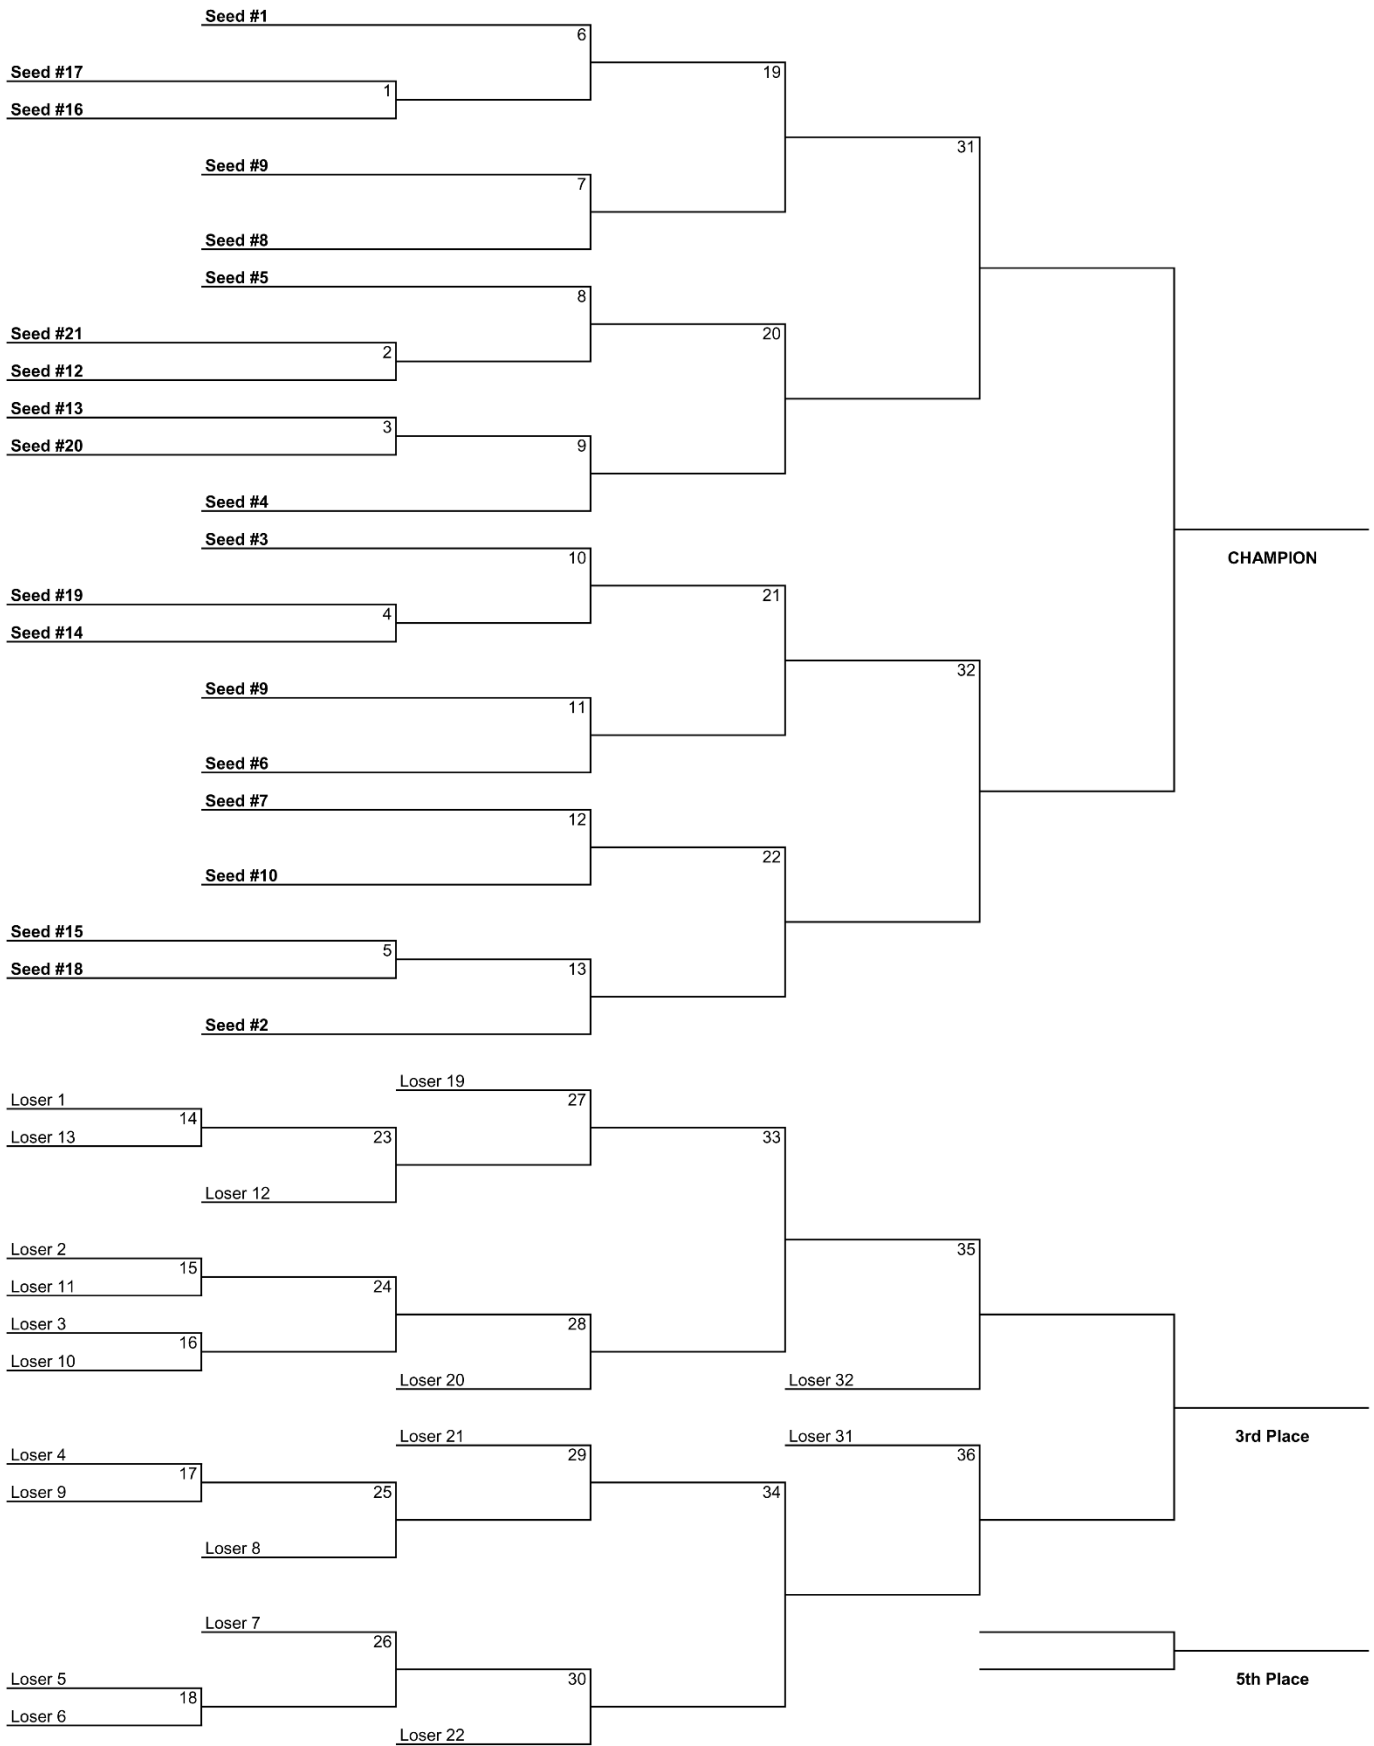 Seed #1
6
Seed #17
19
1
Seed #16
31
Seed #9
7
Seed #8
Seed #5
8
Seed #21
20
2
Seed #12
Seed #13
3
Seed #20
9
Seed #4
Seed #3
10
CHAMPION
Seed #19
21
4
Seed #14
32
Seed #9
11
Seed #6
Seed #7
12
22
Seed #10
Seed #15
5
Seed #18
13
Seed #2
Loser 19
Loser 1
27
14
Loser 13
23
33
Loser 12
Loser 2
35
15
Loser 11
24
Loser 3
28
16
Loser 10
Loser 20
Loser 32
Loser 21
Loser 31
3rd Place
Loser 4
29
36
17
Loser 9
25
34
Loser 8
Loser 7
26
Loser 5
30
5th Place
18
Loser 6
Loser 22